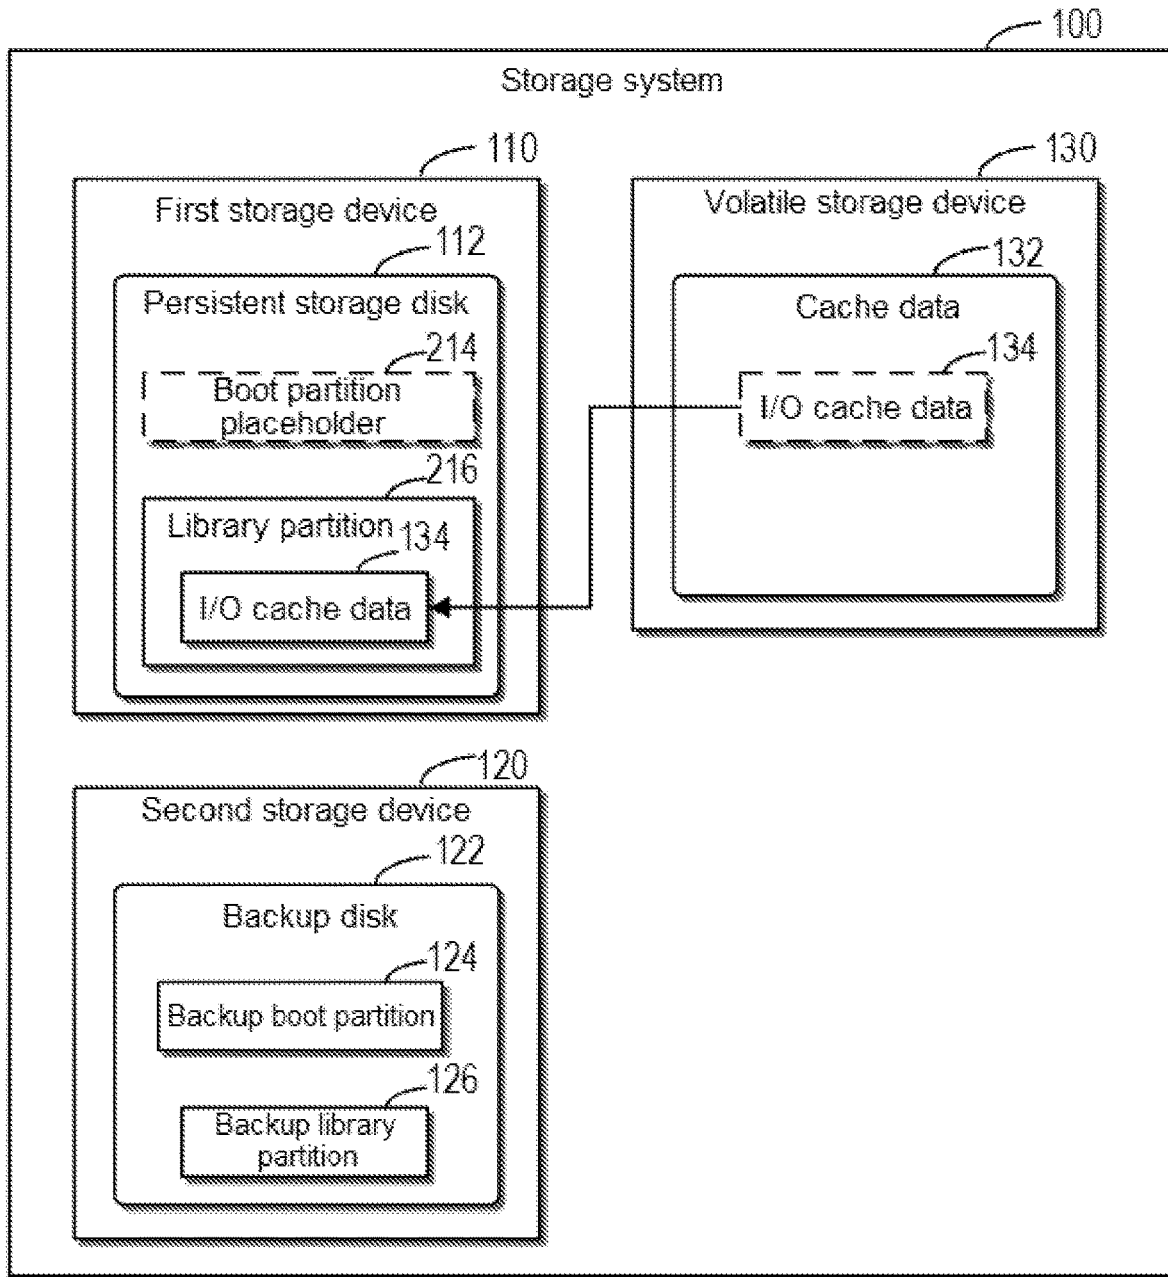 100
Storage system
110
First storage device
112
Persistent storage disk
214
Boot partition
placeholder
216
Library partition
134
I/O cache data
130
Volatile storage device
132
Cache data
134
I/O cache data
120
Second storage device
122
Backup disk
124
Backup boot partition
126
Backup library
partition